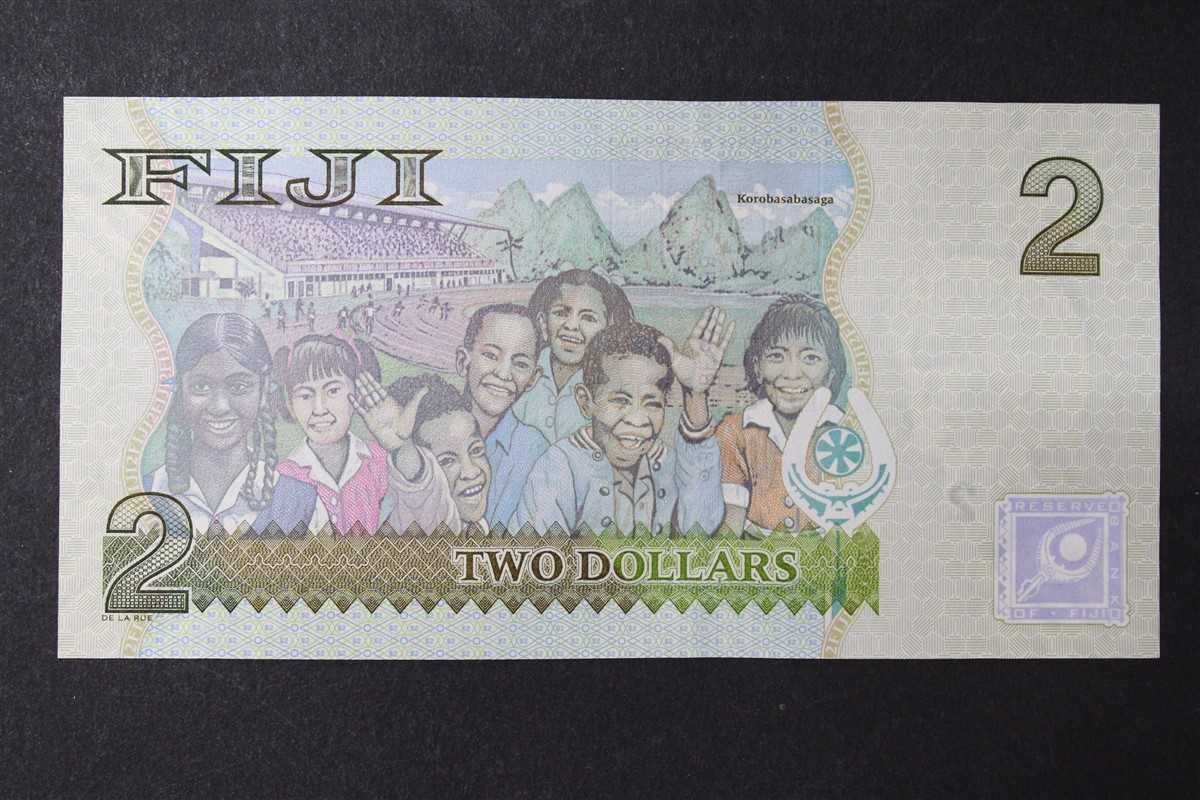 FIJI
Korobasabasaga
2
2
TWO DOLLARS
DE LA RUE
RESERVE
BANK
OF · FIJI